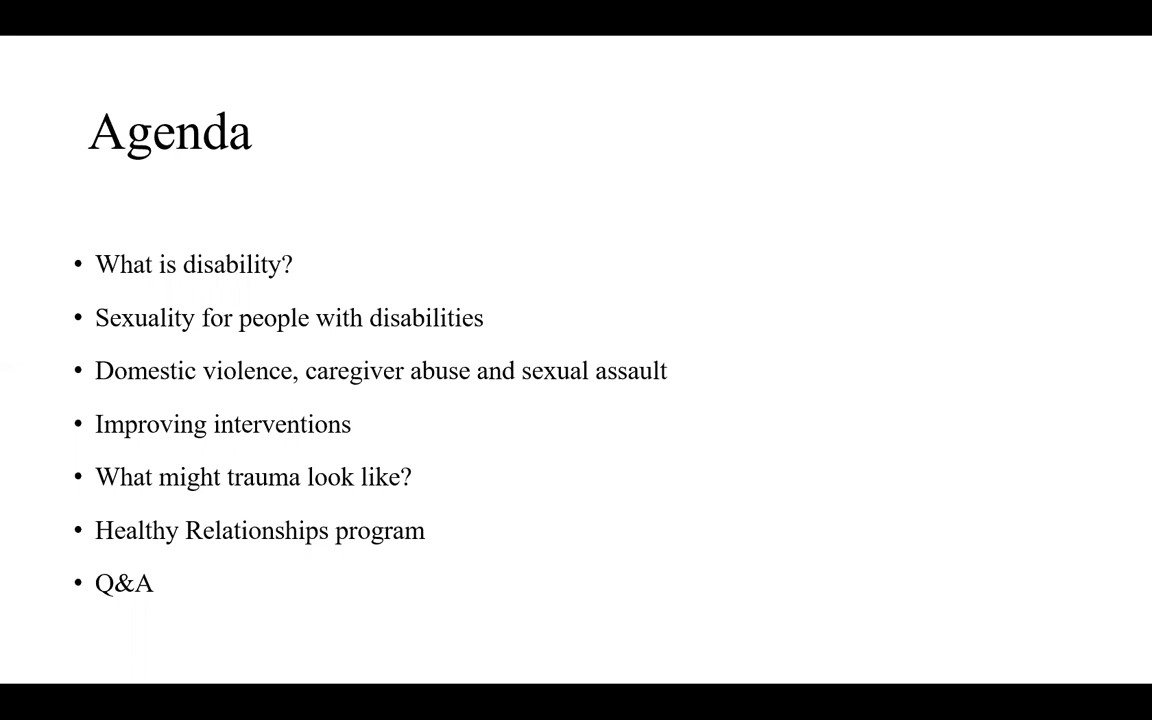 Agenda
• What is disability?
• Sexuality for people with disabilities
• Domestic violence, caregiver abuse and sexual assault
• Improving interventions
• What might trauma look like?
• Healthy Relationships program
• Q&A